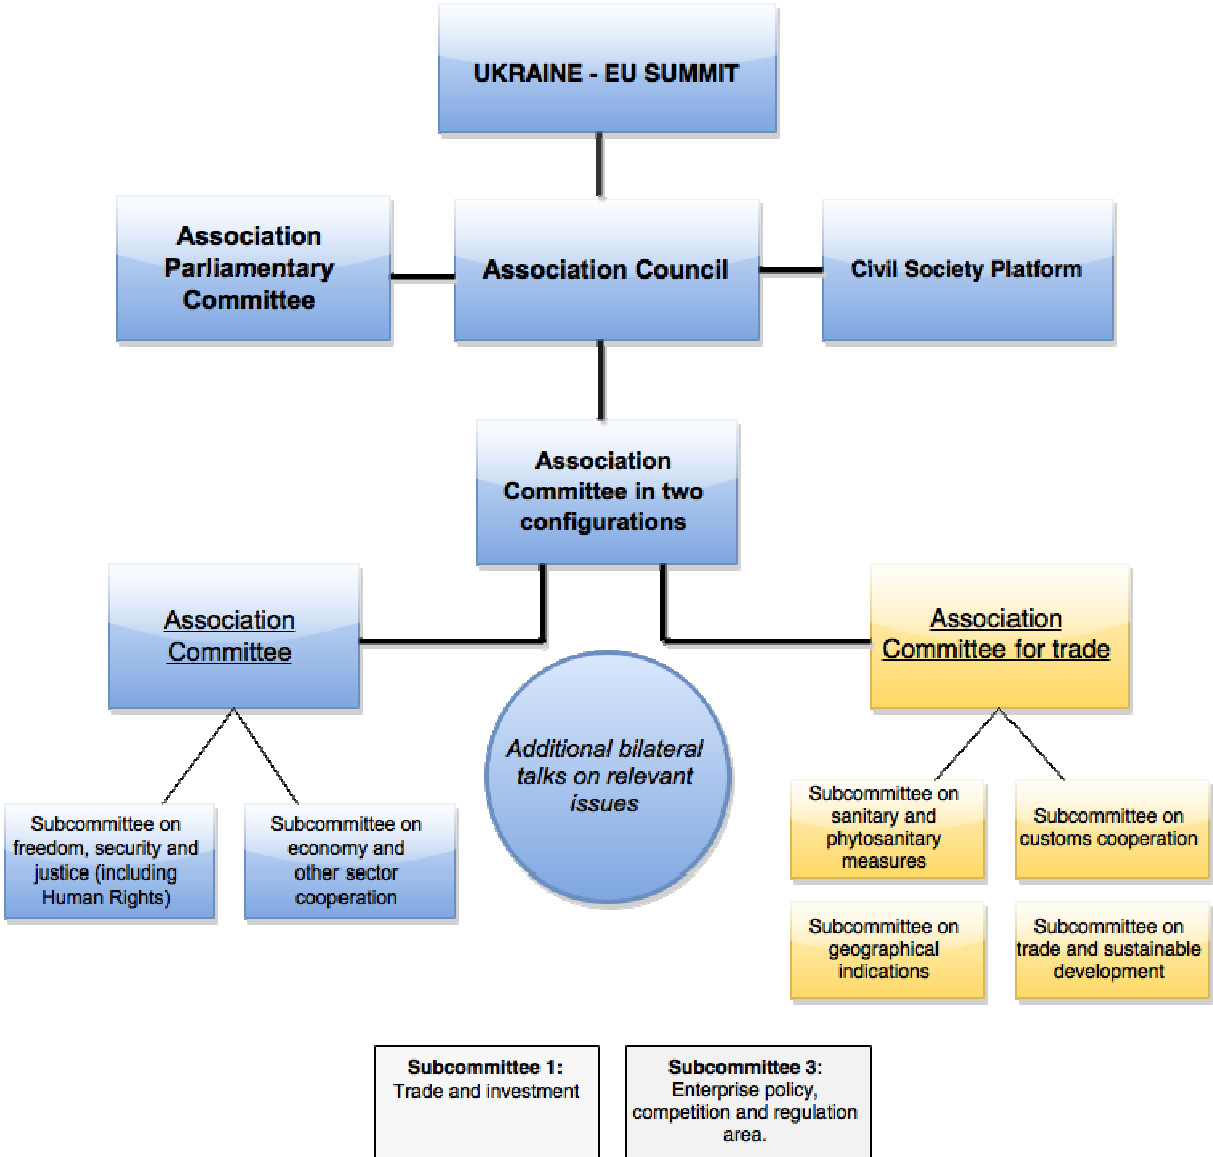 UKRAINE - EU SUMMIT
Association
Parliamentary
Committee
Association Council
Civil Society Platform
Association
Committee in two
configurations
Association
Committee
Association
Committee for trade
Additional bilateral
talks on relevant
issues
Subcommittee on
freedom, security and
justice (including
Human Rights)
Subcommittee on
economy and
other sector
cooperation
Subcommittee on
sanitary and
phytosanitary
measures
Subcommittee on
customs cooperation
Subcommittee on
geographical
indications
Subcommittee on
trade and sustainable
development
Subcommittee 1:
Trade and investment
Subcommittee 3:
Enterprise policy,
competition and regulation
area.